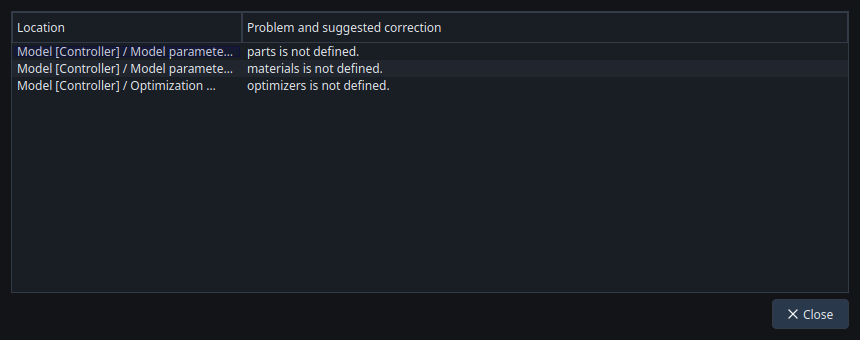 Location Problem and suggested correction
Model [Controller] / Model paramete... parts is not defined.
Model [Controller] / Model paramete... materials is not defined.
Model [Controller] / Optimization ... optimizers is not defined.
Close